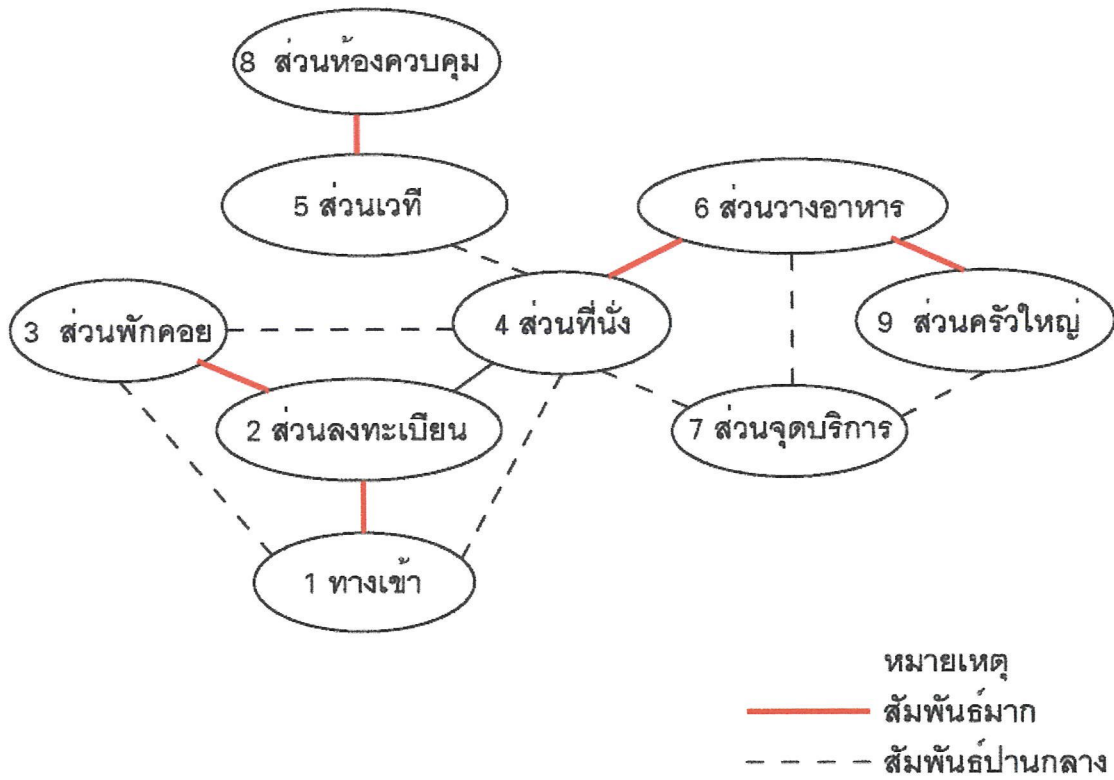 8 ส่วนห้องควบคุม
5 ส่วนเวที
6 ส่วนวางอาหาร
3 ส่วนพักคอย
4 ส่วนที่นั่ง
9 ส่วนครัวใหญ่
2 ส่วนลงทะเบียน
7 ส่วนจุดบริการ
1 ทางเข้า
หมายเหตุ
สัมพันธ์มาก
สัมพันธ์ปานกลาง